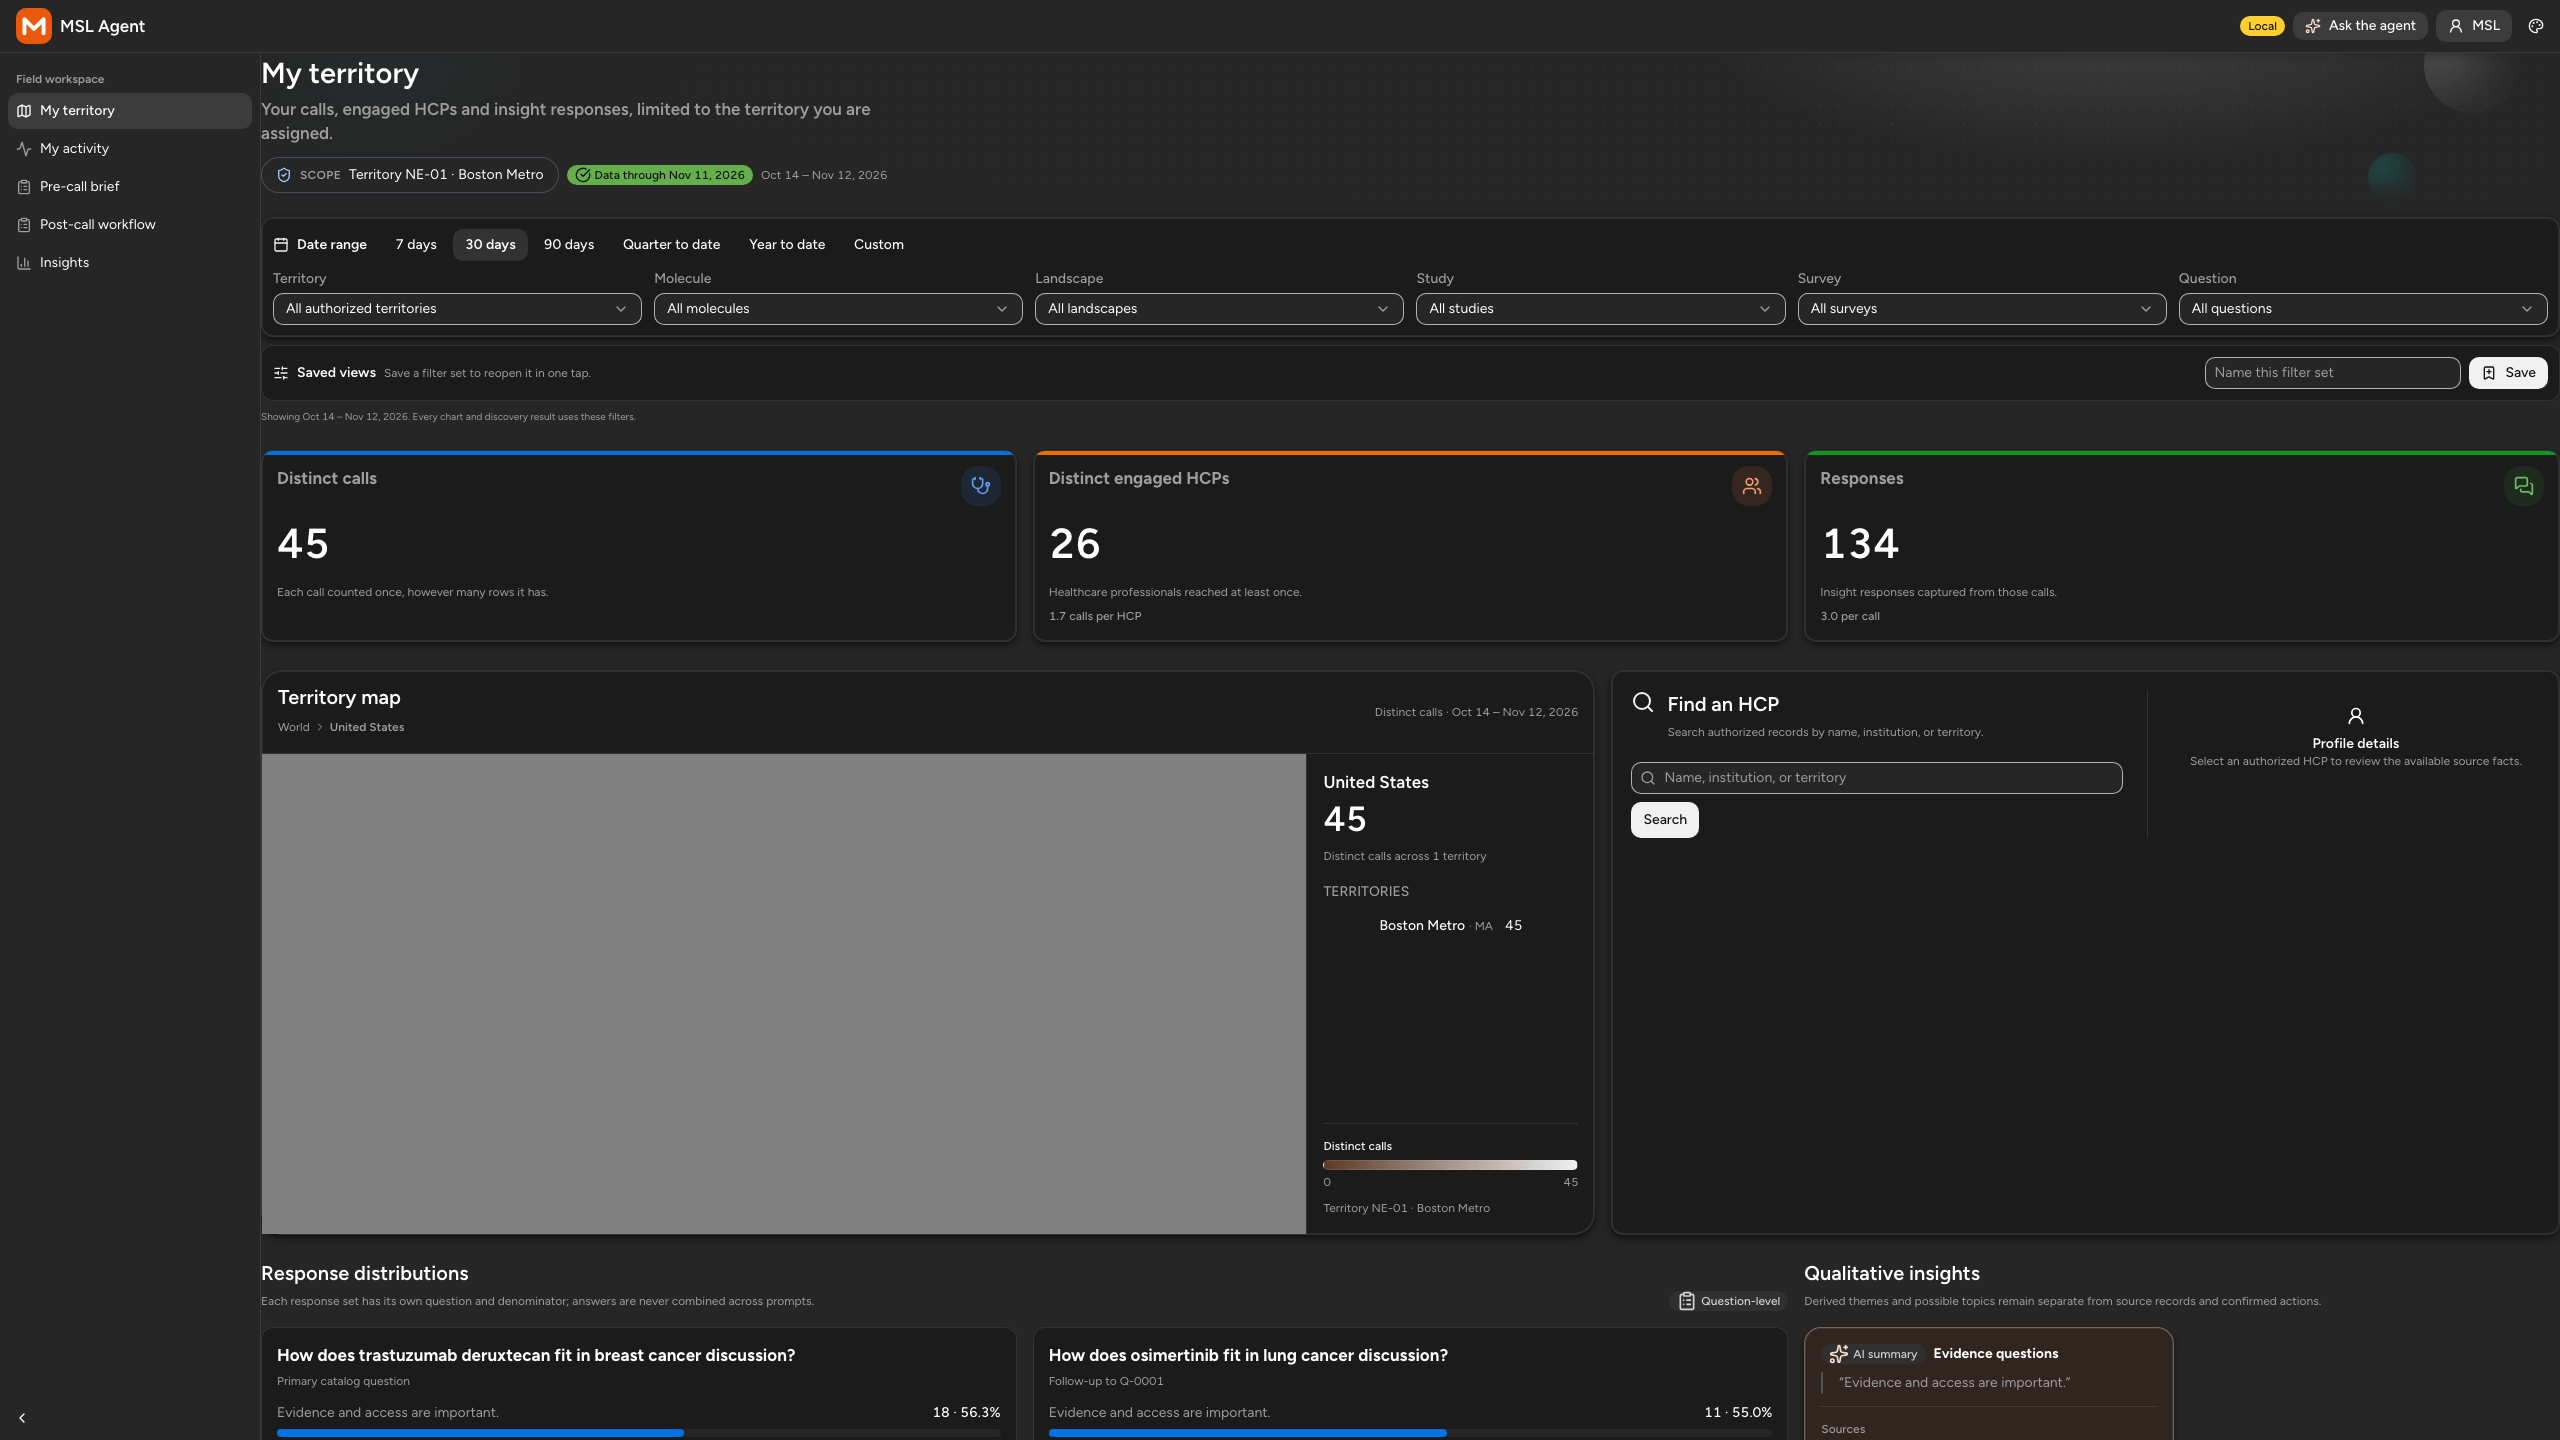 MSL Agent
Local
Ask the agent
MSL
Field workspace
My territory
My activity
Pre-call brief
Post-call workflow
Insights
My territory
Your calls, engaged HCPs and insight responses, limited to the territory you are
assigned.
SCOPE Territory NE-01 · Boston Metro
Data through Nov 11, 2026
Oct 14 – Nov 12, 2026
Date range
7 days
30 days
90 days
Quarter to date
Year to date
Custom
Territory
Molecule
Landscape
Study
Survey
Question
All authorized territories
All molecules
All landscapes
All studies
All surveys
All questions
Saved views
Save a filter set to reopen it in one tap.
Name this filter set
Save
Showing Oct 14 – Nov 12, 2026. Every chart and discovery result uses these filters.
Distinct calls
45
Each call counted once, however many rows it has.
Distinct engaged HCPs
26
Healthcare professionals reached at least once.
1.7 calls per HCP
Responses
134
Insight responses captured from those calls.
3.0 per call
Territory map
World > United States
Distinct calls · Oct 14 – Nov 12, 2026
United States
45
Distinct calls across 1 territory
TERRITORIES
Boston Metro · MA 45
Distinct calls
0 45
Territory NE-01 · Boston Metro
Find an HCP
Search authorized records by name, institution, or territory.
Name, institution, or territory
Search
Profile details
Select an authorized HCP to review the available source facts.
Response distributions
Each response set has its own question and denominator; answers are never combined across prompts.
Question-level
How does trastuzumab deruxtecan fit in breast cancer discussion?
Primary catalog question
Evidence and access are important.
18 · 56.3%
How does osimertinib fit in lung cancer discussion?
Follow-up to Q-0001
Evidence and access are important.
11 · 55.0%
Qualitative insights
Derived themes and possible topics remain separate from source records and confirmed actions.
AI summary
Evidence questions
“Evidence and access are important.”
Sources